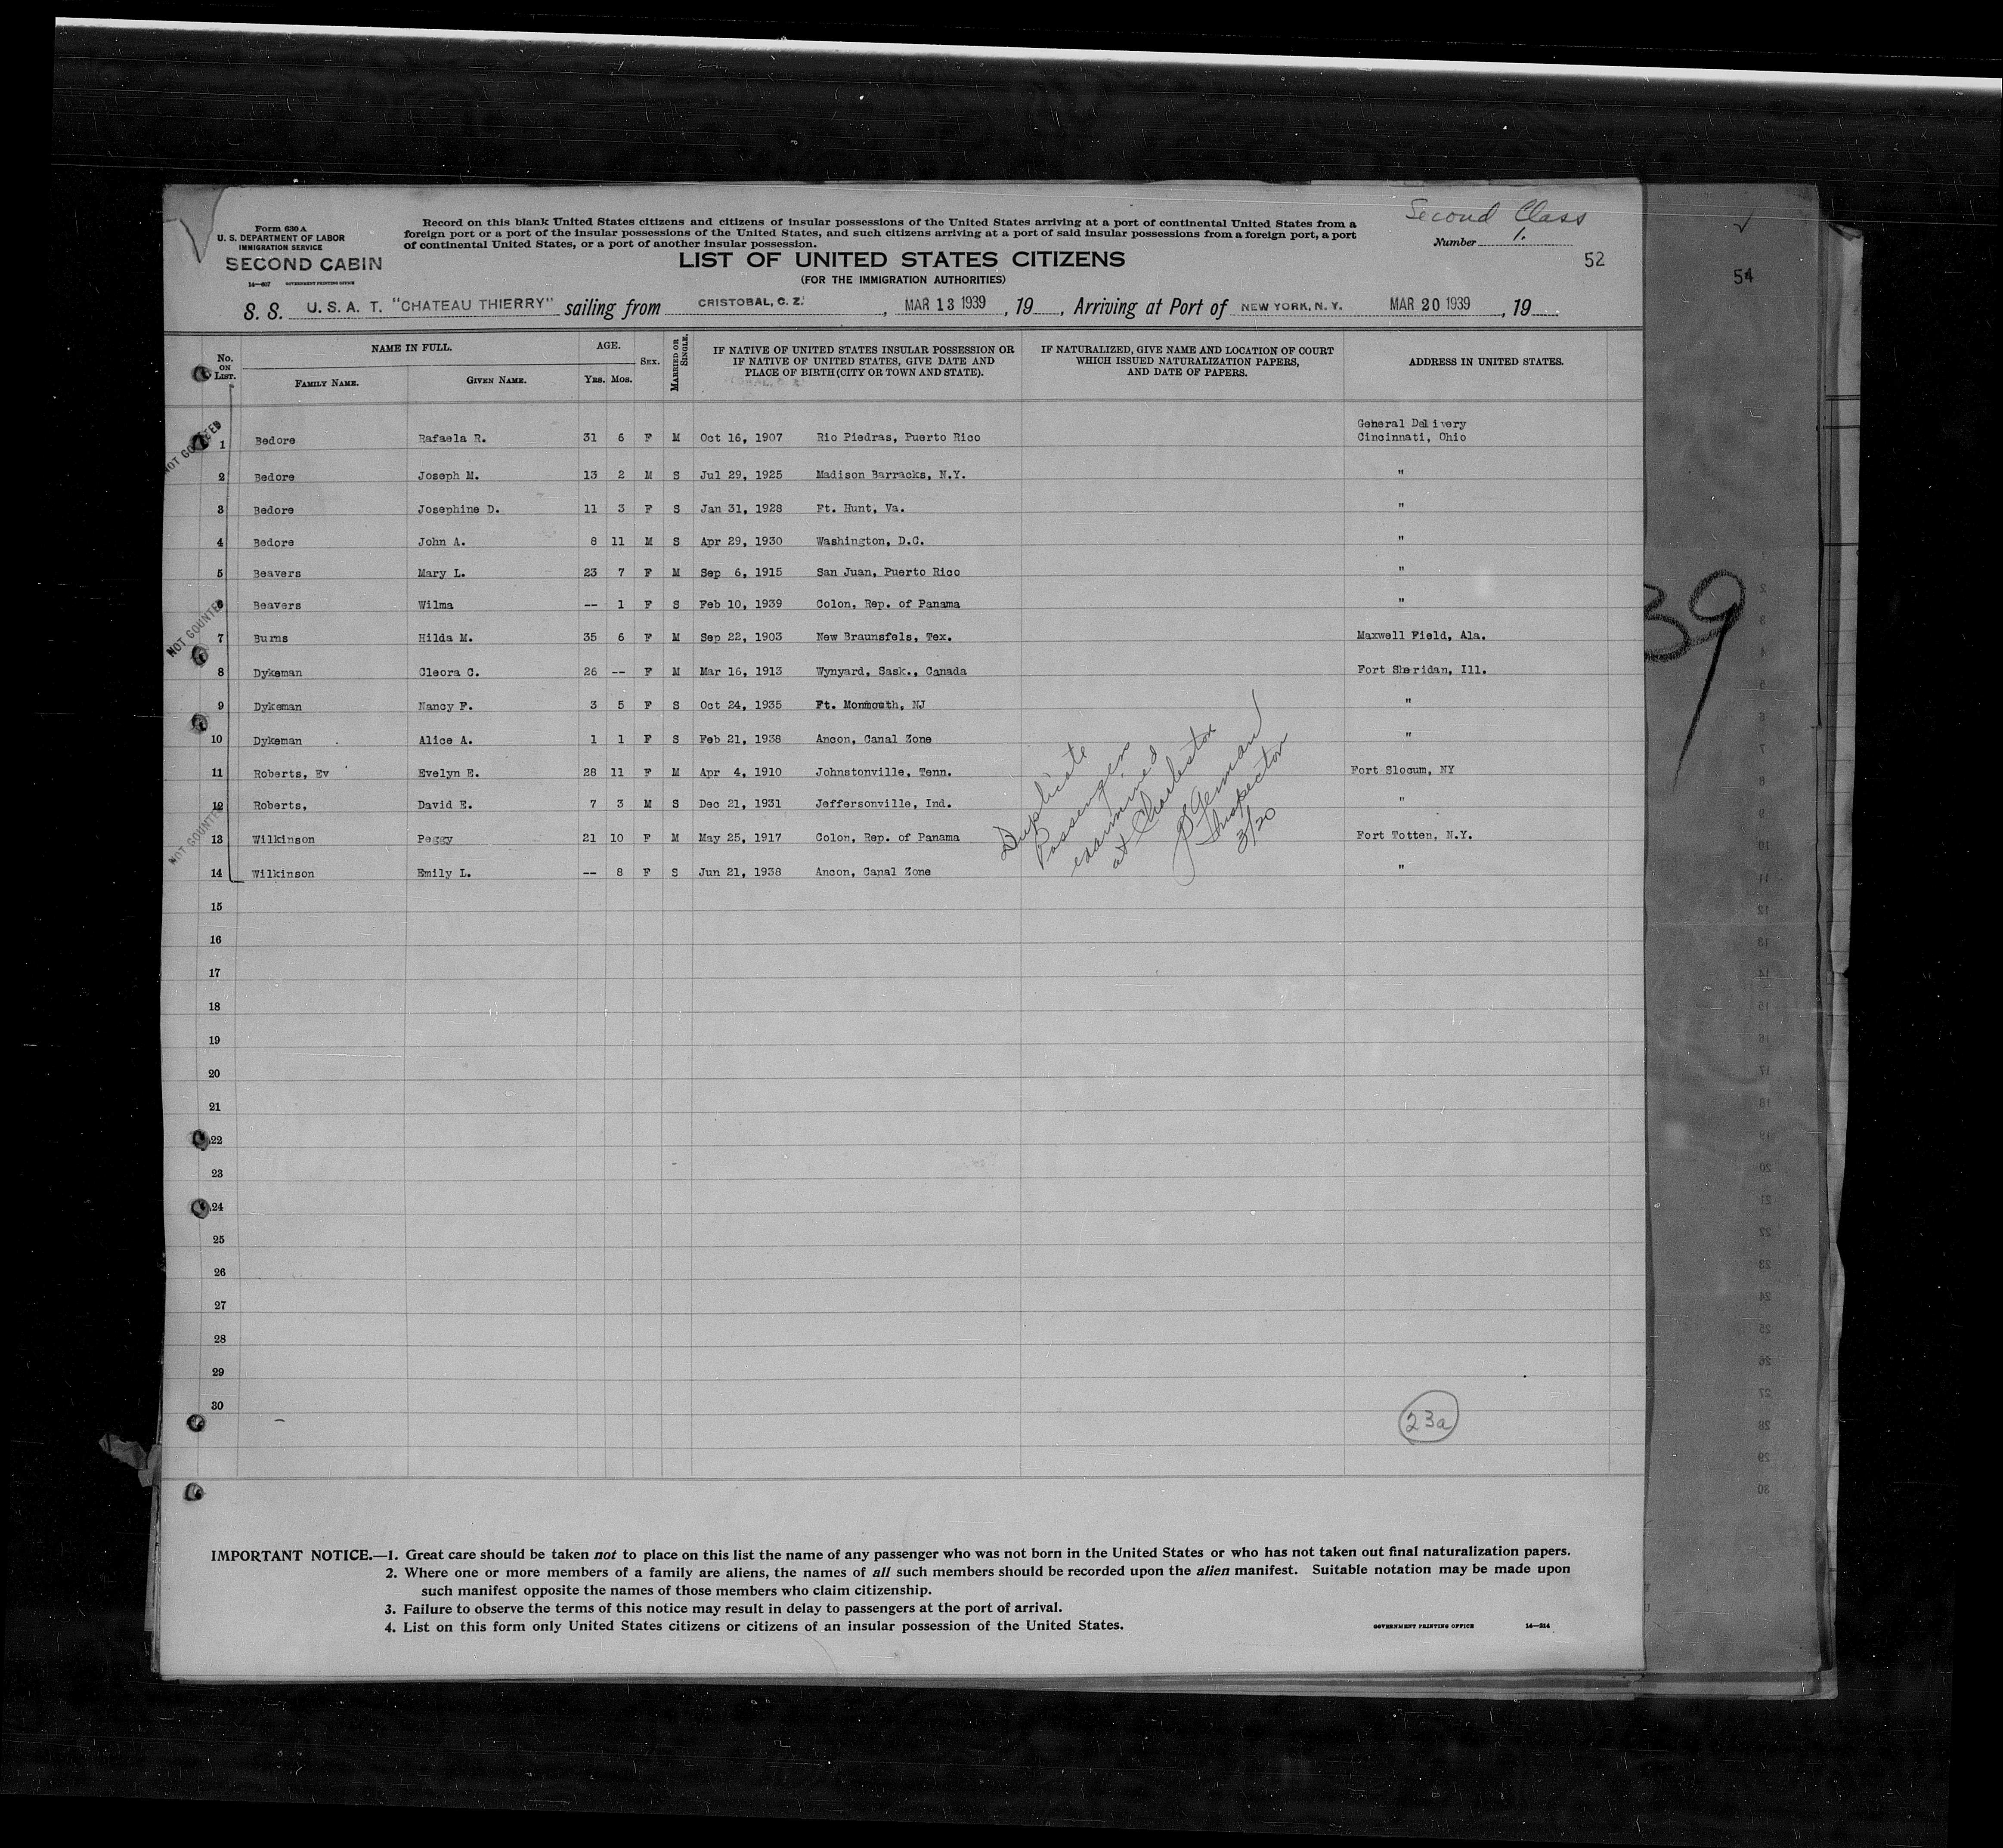 Form 630 A
U. S. DEPARTMENT OF LABOR
IMMIGRATION SERVICE
SECOND CABIN
14—607 GOVERNMENT PRINTING OFFICE
Record on this blank United States citizens and citizens of insular possessions of the United States arriving at a port of continental United States from a
foreign port or a port of the insular possessions of the United States, and such citizens arriving at a port of said insular possessions from a foreign port, a port
of continental United States, or a port of another insular possession.
Second Class
Number 1.
LIST OF UNITED STATES CITIZENS
52
54
(FOR THE IMMIGRATION AUTHORITIES)
S. S. U. S. A. T. "CHATEAU THIERRY" sailing from CRISTOBAL, C. Z. , MAR 13 1939 , 19 , Arriving at Port of NEW YORK, N. Y. MAR 20 1939 , 19
No. ON LIST. NAME IN FULL. AGE. SEX. MARRIED OR SINGLE. IF NATIVE OF UNITED STATES INSULAR POSSESSION OR
IF NATIVE OF UNITED STATES, GIVE DATE AND
PLACE OF BIRTH (CITY OR TOWN AND STATE).
IF NATURALIZED, GIVE NAME AND LOCATION OF COURT
WHICH ISSUED NATURALIZATION PAPERS,
AND DATE OF PAPERS.
ADDRESS IN UNITED STATES.
FAMILY NAME. GIVEN NAME. YRS. MOS.
General Delivery
NOT COUNTED
1 Bedore Rafaela R. 31 6 F M Oct 16, 1907 Rio Piedras, Puerto Rico Cincinnati, Ohio
2 Bedore Joseph M. 13 2 M S Jul 29, 1925 Madison Barracks, N.Y. "
3 Bedore Josephine D. 11 3 F S Jan 31, 1928 Ft. Hunt, Va. "
4 Bedore John A. 8 11 M S Apr 29, 1930 Washington, D.C. "
5 Beavers Mary L. 23 7 F M Sep 6, 1915 San Juan, Puerto Rico "
6 Beavers Wilma -- 1 F S Feb 10, 1939 Colon, Rep. of Panama "
NOT COUNTED
7 Burns Hilda M. 35 6 F M Sep 22, 1903 New Braunsfels, Tex. Maxwell Field, Ala.
8 Dykeman Cleora C. 26 -- F M Mar 16, 1913 Wynyard, Sask., Canada Fort Sheridan, Ill.
9 Dykeman Nancy F. 3 5 F S Oct 24, 1935 Ft. Monmouth, NJ "
10 Dykeman Alice A. 1 1 F S Feb 21, 1938 Ancon, Canal Zone "
11 Roberts, Ev Evelyn E. 28 11 F M Apr 4, 1910 Johnstonville, Tenn. Fort Slocum, NY
12 Roberts, David E. 7 3 M S Dec 21, 1931 Jeffersonville, Ind. "
NOT COUNTED
13 Wilkinson Peggy 21 10 F M May 25, 1917 Colon, Rep. of Panama Fort Totten, N.Y.
14 Wilkinson Emily L. -- 8 F S Jun 21, 1938 Ancon, Canal Zone "
Duplicate
Passengers
examined
at Charleston
German
Inspector
3/20
15
16
17
18
19
20
21
22
23
24
25
26
27
28
29
30
23a
39
IMPORTANT NOTICE.—1. Great care should be taken not to place on this list the name of any passenger who was not born in the United States or who has not taken out final naturalization papers.
2. Where one or more members of a family are aliens, the names of all such members should be recorded upon the alien manifest. Suitable notation may be made upon
such manifest opposite the names of those members who claim citizenship.
3. Failure to observe the terms of this notice may result in delay to passengers at the port of arrival.
4. List on this form only United States citizens or citizens of an insular possession of the United States.
GOVERNMENT PRINTING OFFICE 14—214